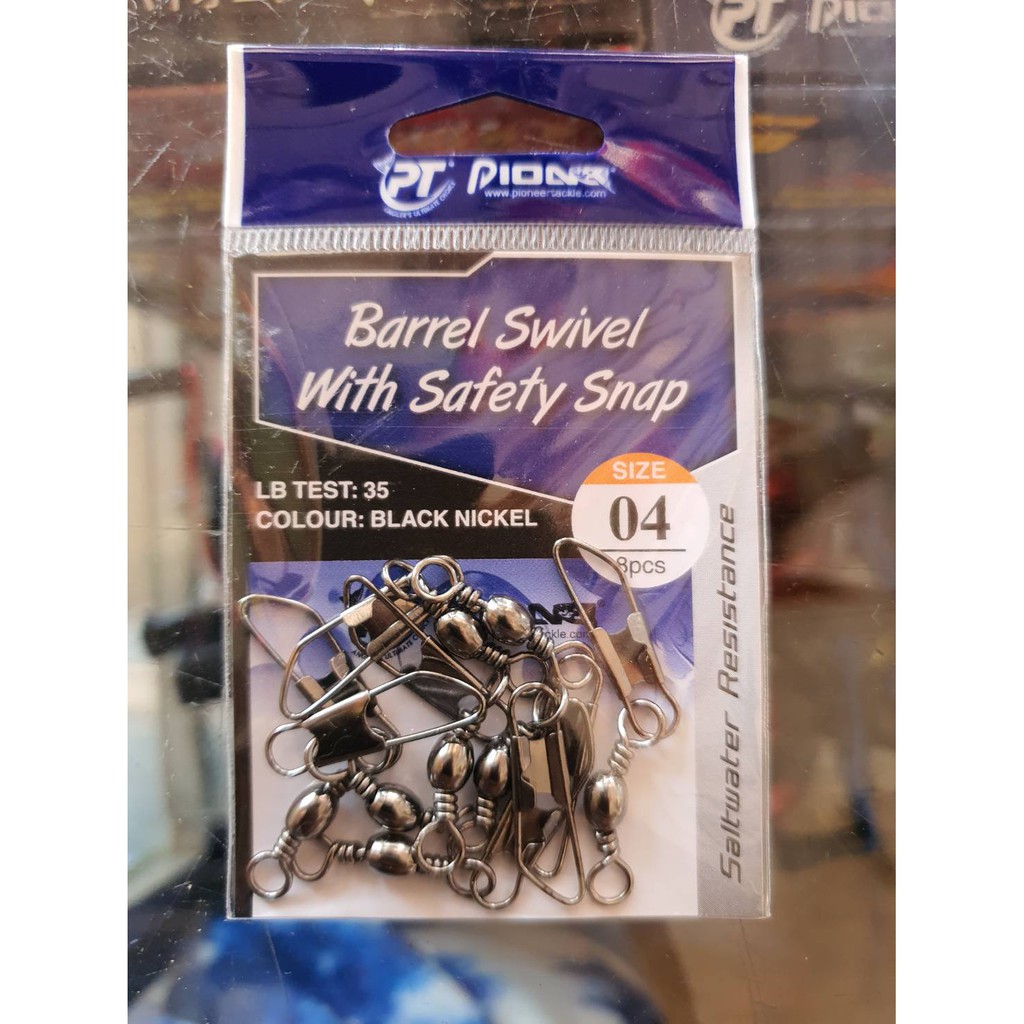 PT PIONEER
www.pioneertackle.com
Barrel Swivel
With Safety Snap
LB TEST: 35
COLOUR: BLACK NICKEL
SIZE
04
8pcs
Saltwater Resistance
PT